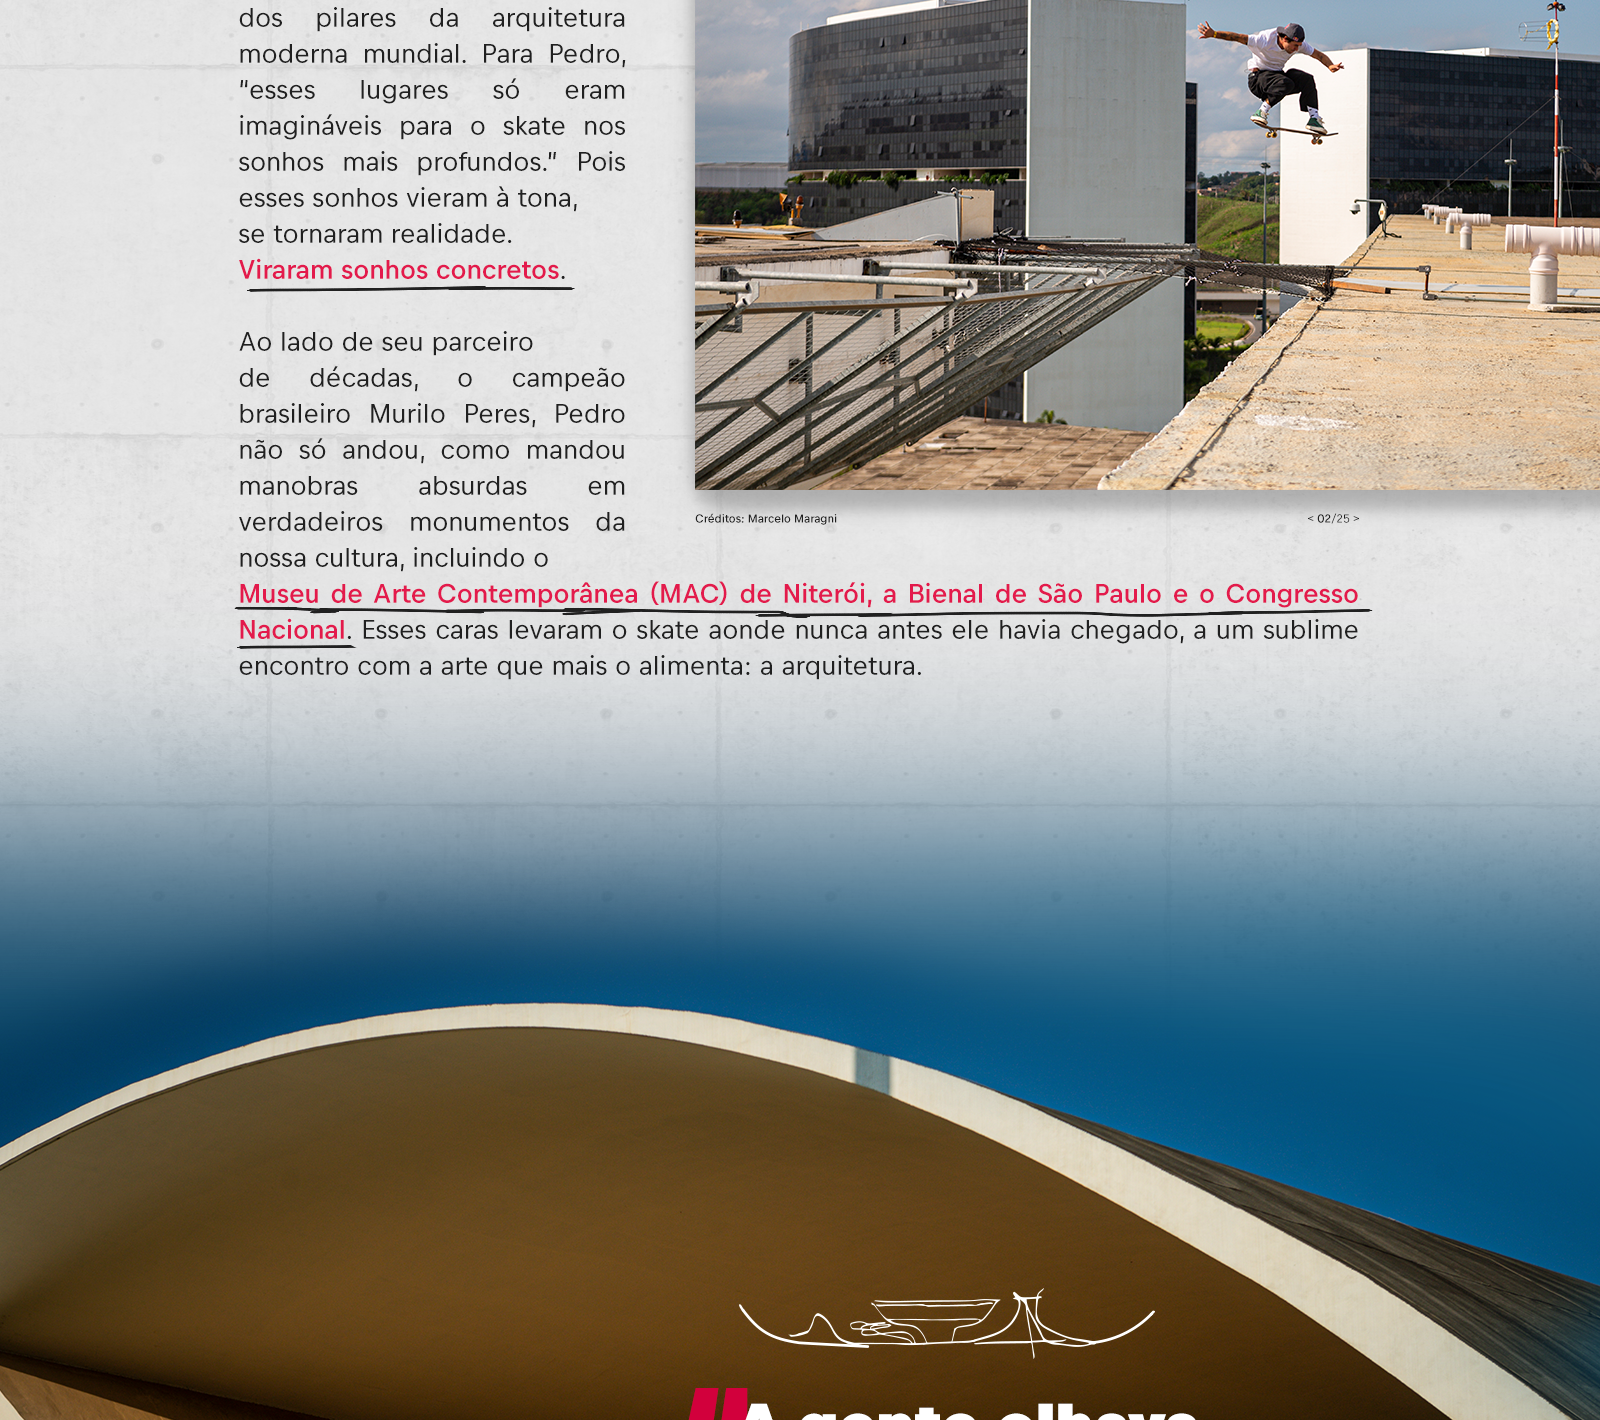 dos pilares da arquitetura
moderna mundial. Para Pedro,
"esses lugares só eram
imagináveis para o skate nos
sonhos mais profundos." Pois
esses sonhos vieram à tona,
se tornaram realidade.
Viraram sonhos concretos.
Ao lado de seu parceiro
de décadas, o campeão
brasileiro Murilo Peres, Pedro
não só andou, como mandou
manobras absurdas em
verdadeiros monumentos da
nossa cultura, incluindo o
Museu de Arte Contemporânea (MAC) de Niterói, a Bienal de São Paulo e o Congresso
Nacional. Esses caras levaram o skate aonde nunca antes ele havia chegado, a um sublime
encontro com a arte que mais o alimenta: a arquitetura.
Créditos: Marcelo Maragni
< 02/25 >
"A gente olhava